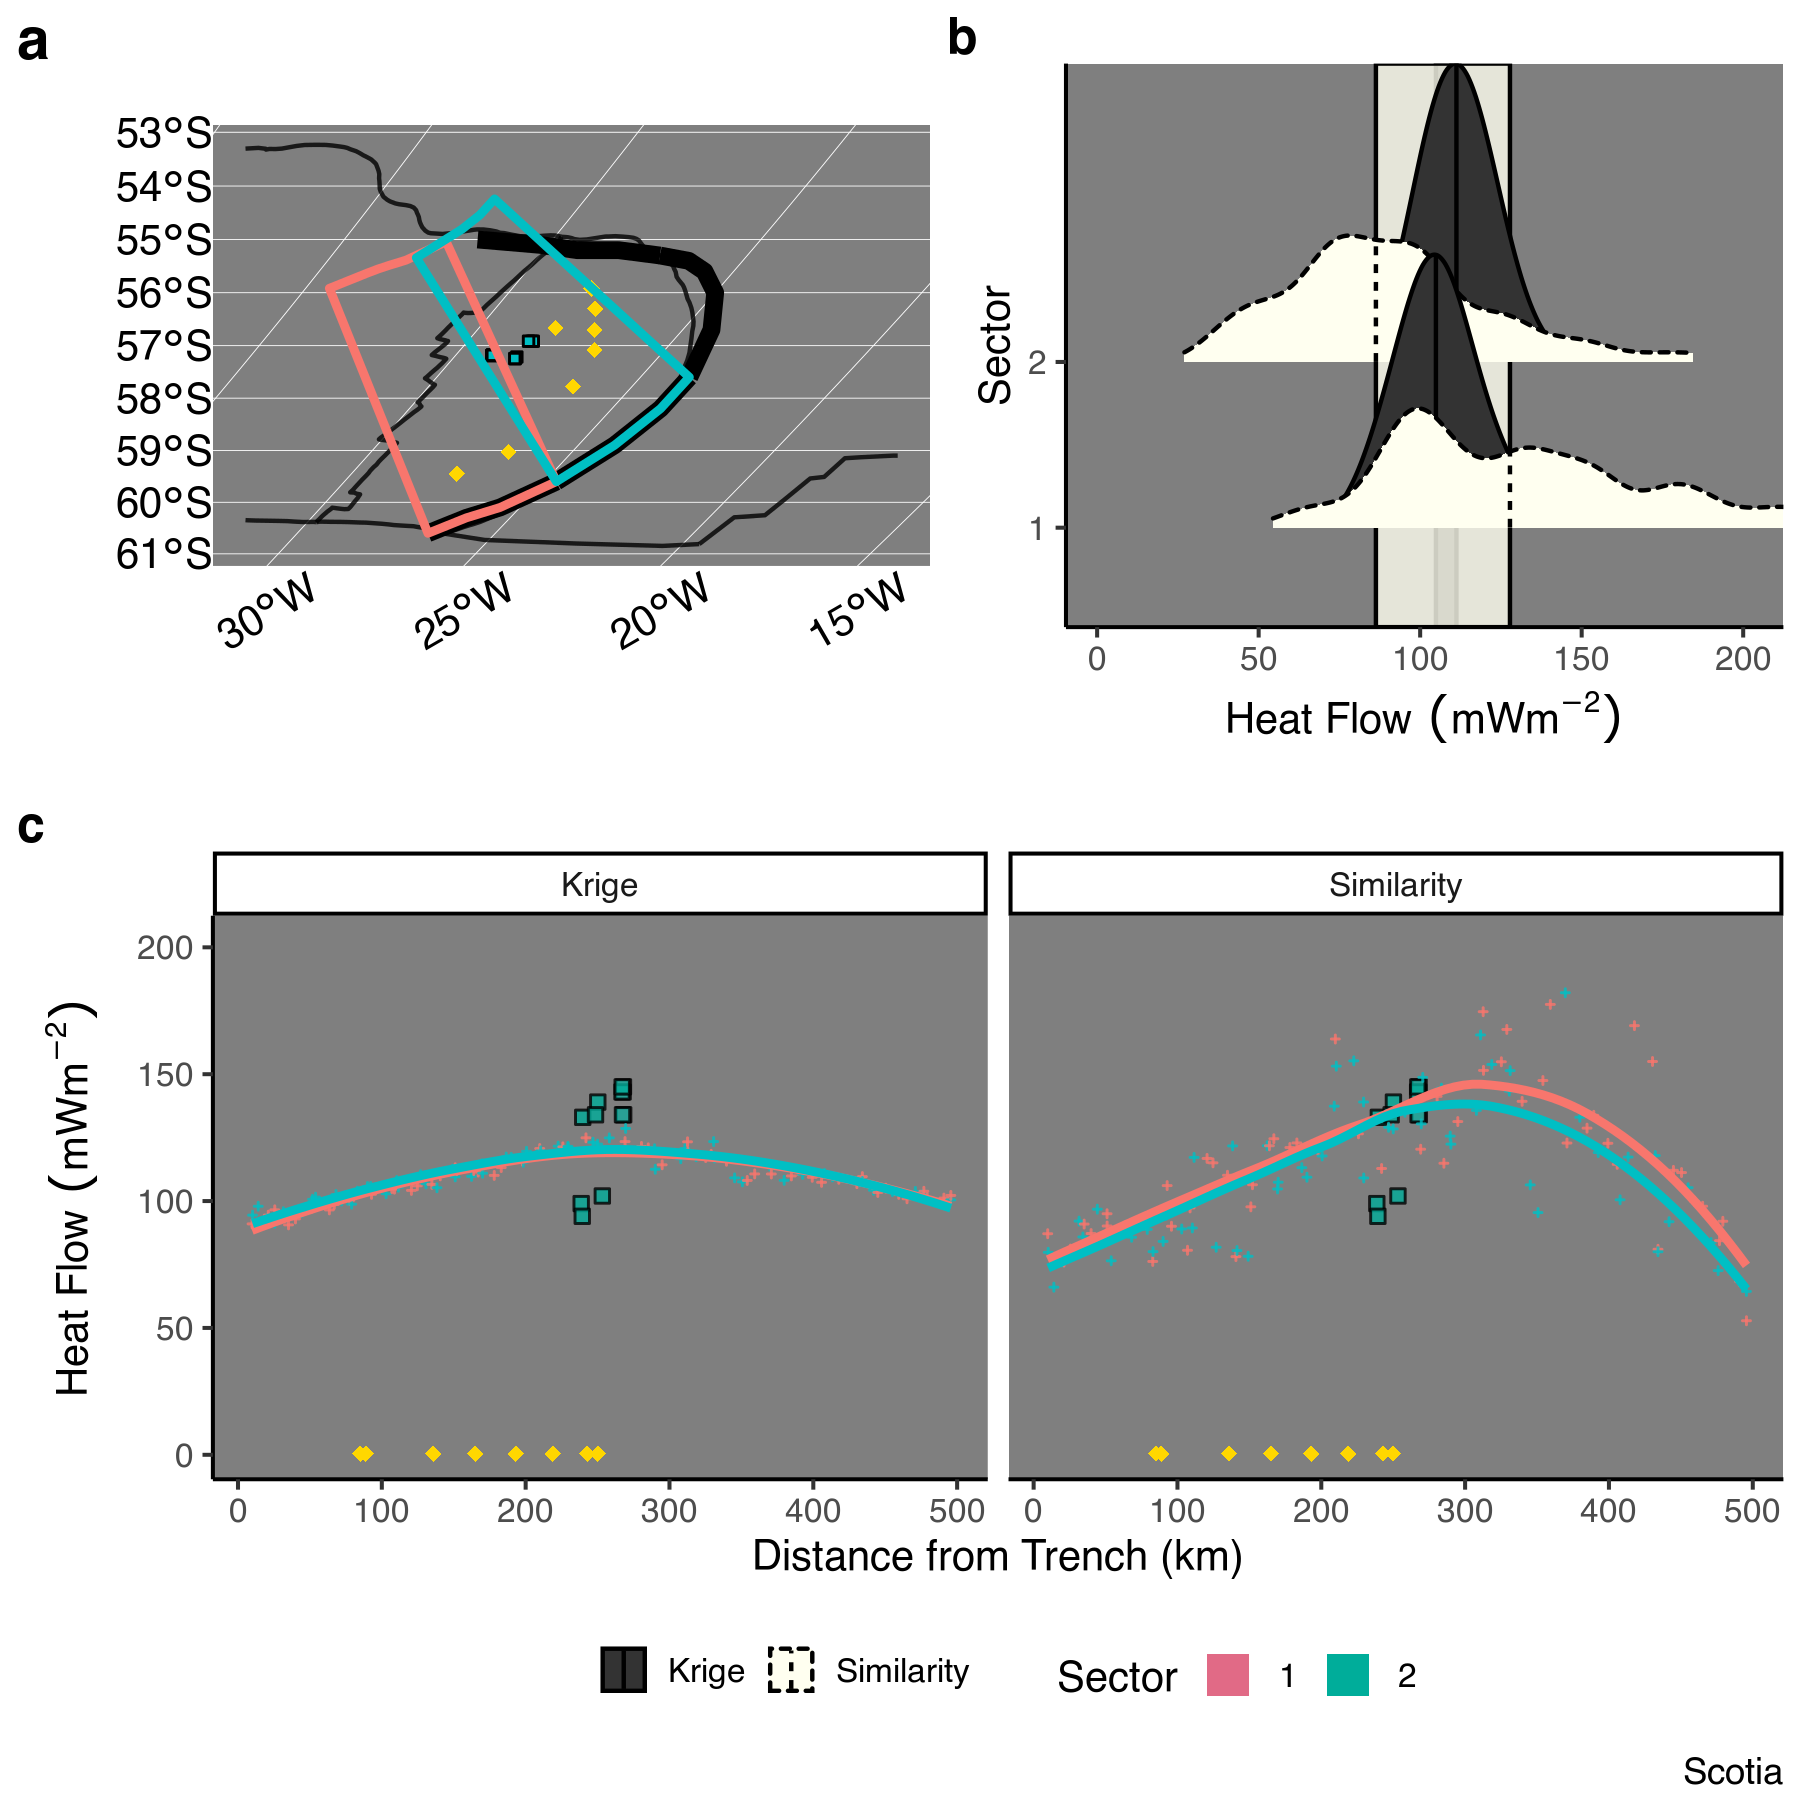 a
53°S
54°S
55°S
56°S
57°S
58°S
59°S
60°S
61°S
30°W 25°W 20°W 15°W
b
Sector
2
1
0 50 100 150 200
Heat Flow (mWm⁻²)
c
Krige Similarity
Heat Flow (mWm⁻²)
200
150
100
50
0
0 100 200 300 400 500 0 100 200 300 400 500
Distance from Trench (km)
Krige Similarity Sector 1 2
Scotia